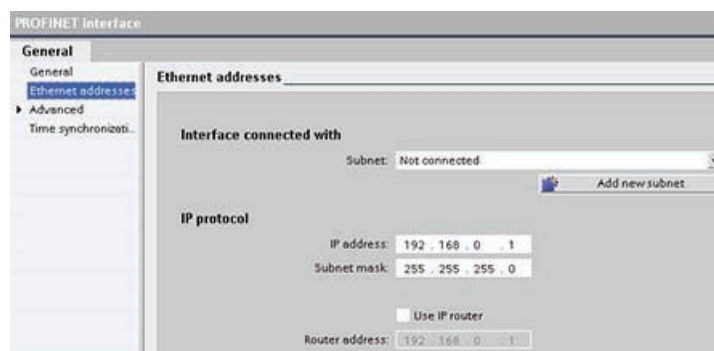 PROFINET interface
General
General
Ethernet addresses
Advanced
Time synchronizati..
Ethernet addresses
Interface connected with
Subnet: Not connected
Add new subnet
IP protocol
IP address: 192 . 168 . 0 . 1
Subnet mask: 255 . 255 . 255 . 0
Use IP router
Router address: 192 . 168 . 0 . 1